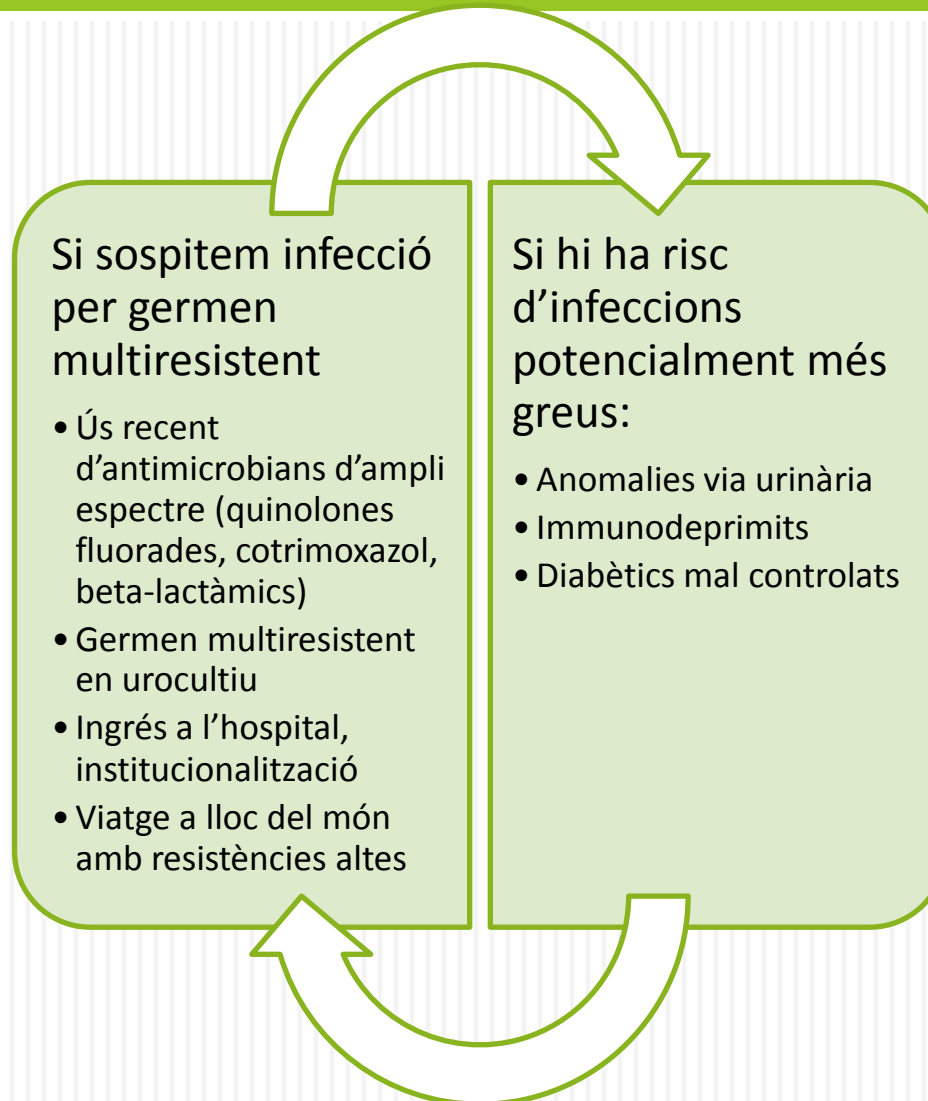 Si sospitem infecció
per germen
multiresistent
• Ús recent
d’antimicrobians d’ampli
espectre (quinolones
fluorades, cotrimoxazol,
beta-lactàmics)
• Germen multiresistent
en urocultiu
• Ingrés a l’hospital,
institucionalització
• Viatge a lloc del món
amb resistències altes
Si hi ha risc
d’infeccions
potencialment més
greus:
• Anomalies via urinària
• Immunodeprimits
• Diabètics mal controlats